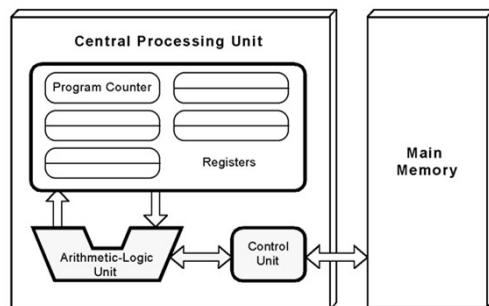 Central Processing Unit
Program Counter
Registers
Main
Memory
Arithmetic-Logic
Unit
Control
Unit